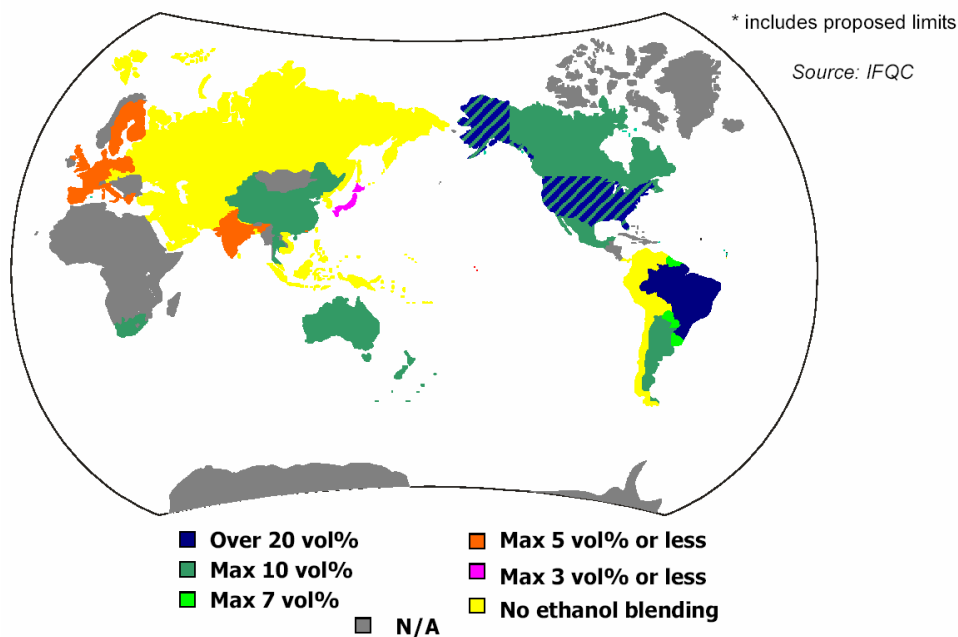 * includes proposed limits
Source: IFQC
Over 20 vol%
Max 10 vol%
Max 7 vol%
Max 5 vol% or less
Max 3 vol% or less
No ethanol blending
N/A